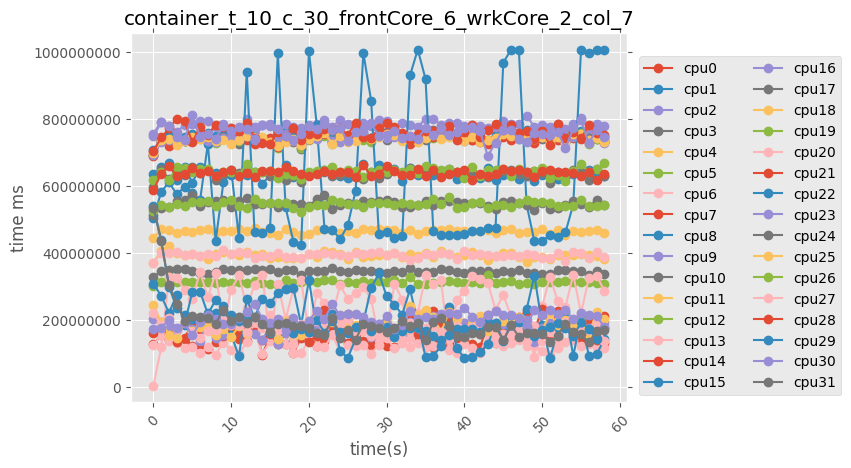 container_t_10_c_30_frontCore_6_wrkCore_2_col_7
1000000000
800000000
600000000
400000000
200000000
0
time ms
0
10
20
30
40
50
60
time(s)
cpu0
cpu1
cpu2
cpu3
cpu4
cpu5
cpu6
cpu7
cpu8
cpu9
cpu10
cpu11
cpu12
cpu13
cpu14
cpu15
cpu16
cpu17
cpu18
cpu19
cpu20
cpu21
cpu22
cpu23
cpu24
cpu25
cpu26
cpu27
cpu28
cpu29
cpu30
cpu31